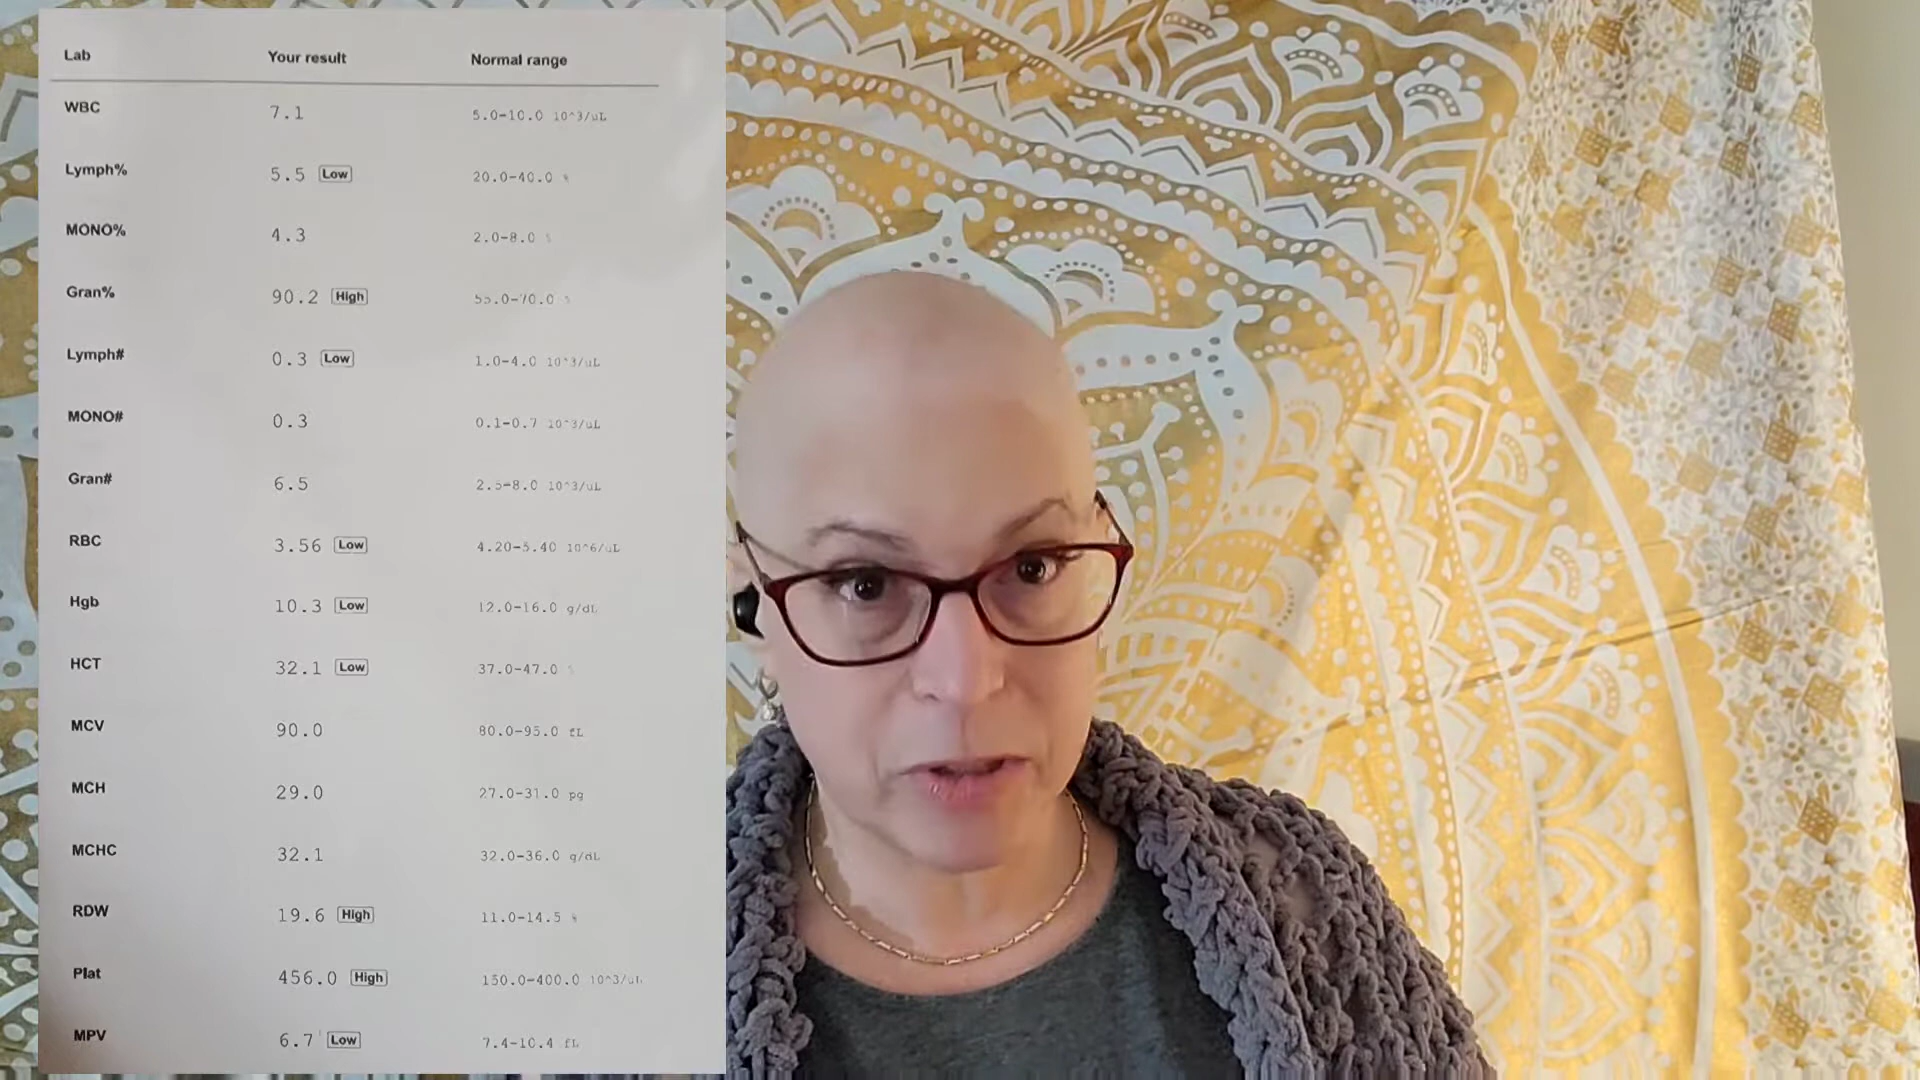 Lab Your result Normal range
WBC 7.1 5.0-10.0 10^3/uL
Lymph% 5.5 Low 20.0-40.0 %
MONO% 4.3 2.0-8.0 %
Gran% 90.2 High 55.0-70.0 %
Lymph# 0.3 Low 1.0-4.0 10^3/uL
MONO# 0.3 0.1-0.7 10^3/uL
Gran# 6.5 2.5-8.0 10^3/uL
RBC 3.56 Low 4.20-5.40 10^6/uL
Hgb 10.3 Low 12.0-16.0 g/dL
HCT 32.1 Low 37.0-47.0 %
MCV 90.0 80.0-95.0 fL
MCH 29.0 27.0-31.0 pg
MCHC 32.1 32.0-36.0 g/dL
RDW 19.6 High 11.0-14.5 %
Plat 456.0 High 150.0-400.0 10^3/uL
MPV 6.7 Low 7.4-10.4 fL